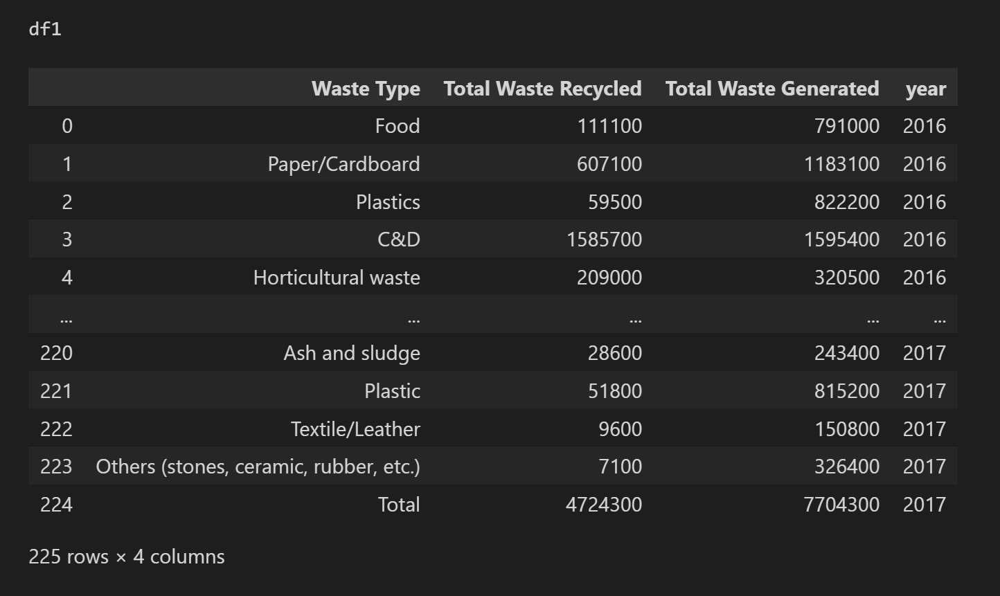 df1
Waste Type Total Waste Recycled Total Waste Generated year
0 Food 111100 791000 2016
1 Paper/Cardboard 607100 1183100 2016
2 Plastics 59500 822200 2016
3 C&D 1585700 1595400 2016
4 Horticultural waste 209000 320500 2016
... ... ... ... ...
220 Ash and sludge 28600 243400 2017
221 Plastic 51800 815200 2017
222 Textile/Leather 9600 150800 2017
223 Others (stones, ceramic, rubber, etc.) 7100 326400 2017
224 Total 4724300 7704300 2017
225 rows × 4 columns